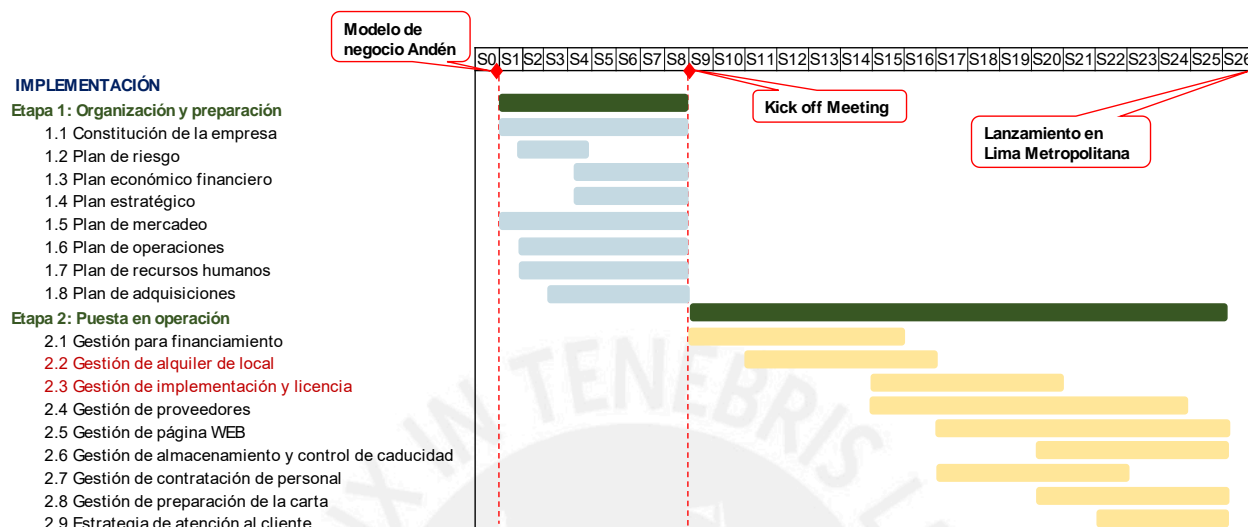 Modelo de
negocio Andén
S0 S1 S2 S3 S4 S5 S6 S7 S8 S9 S10 S11 S12 S13 S14 S15 S16 S17 S18 S19 S20 S21 S22 S23 S24 S25 S26
IMPLEMENTACIÓN
Kick off Meeting
Lanzamiento en
Lima Metropolitana
Etapa 1: Organización y preparación
1.1 Constitución de la empresa
1.2 Plan de riesgo
1.3 Plan económico financiero
1.4 Plan estratégico
1.5 Plan de mercadeo
1.6 Plan de operaciones
1.7 Plan de recursos humanos
1.8 Plan de adquisiciones
Etapa 2: Puesta en operación
2.1 Gestión para financiamiento
2.2 Gestión de alquiler de local
2.3 Gestión de implementación y licencia
2.4 Gestión de proveedores
2.5 Gestión de página WEB
2.6 Gestión de almacenamiento y control de caducidad
2.7 Gestión de contratación de personal
2.8 Gestión de preparación de la carta
2.9 Estrategia de atención al cliente
X IN TENEBRIS L